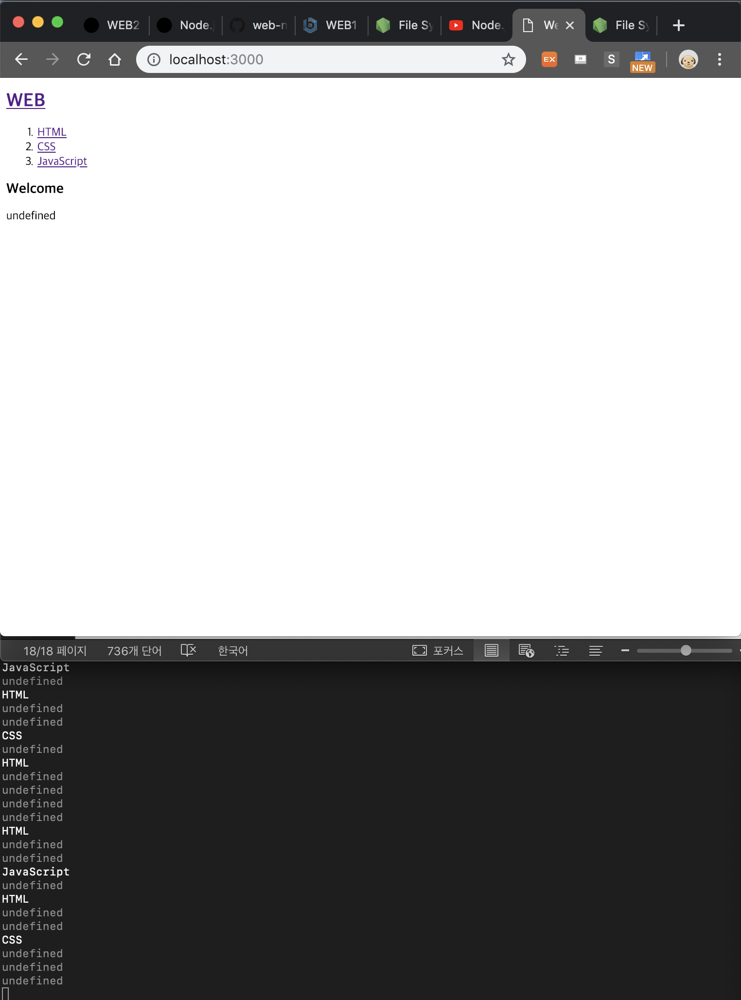 WEB2 Node.j web-n WEB1 File Sy Node. We File Sy
localhost:3000 EX N S NEW
WEB
1. HTML
2. CSS
3. JavaScript
Welcome
undefined
18/18 페이지 736개 단어 한국어 포커스
JavaScript
undefined
HTML
undefined
undefined
CSS
undefined
HTML
undefined
undefined
undefined
undefined
HTML
undefined
undefined
JavaScript
undefined
HTML
undefined
undefined
CSS
undefined
undefined
undefined